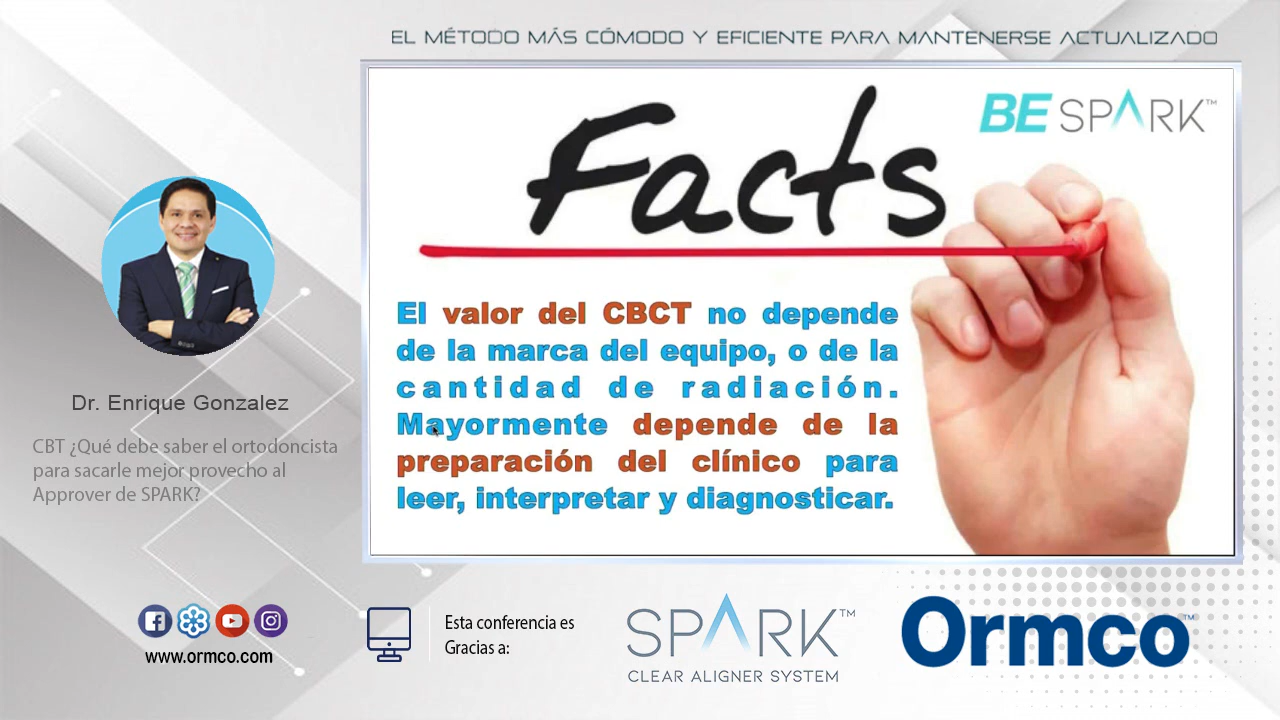 EL MÉTODO MÁS CÓMODO Y EFICIENTE PARA MANTENERSE ACTUALIZADO
Facts
BE SPARK™
El valor del CBCT no depende
de la marca del equipo, o de la
cantidad de radiación.
Mayormente depende de la
preparación del clínico para
leer, interpretar y diagnosticar.
Dr. Enrique Gonzalez
CBT ¿Qué debe saber el ortodoncista
para sacarle mejor provecho al
Approver de SPARK?
www.ormco.com
Esta conferencia es
Gracias a:
SPARK™
CLEAR ALIGNER SYSTEM
Ormco™